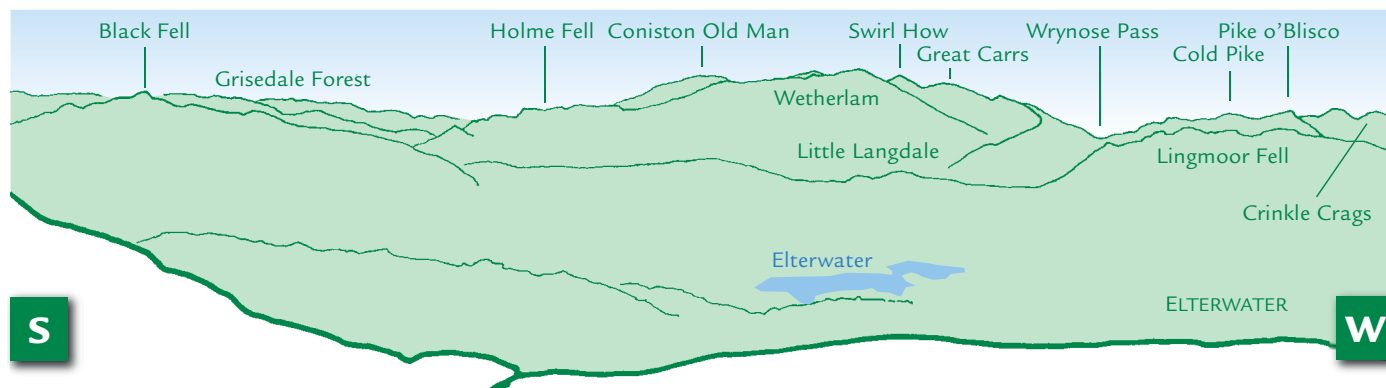 Black Fell
Holme Fell
Coniston Old Man
Swirl How
Wrynose Pass
Pike o’Blisco
Great Carrs
Cold Pike
Grisedale Forest
Wetherlam
Little Langdale
Lingmoor Fell
Crinkle Crags
Elterwater
ELTERWATER
S
W